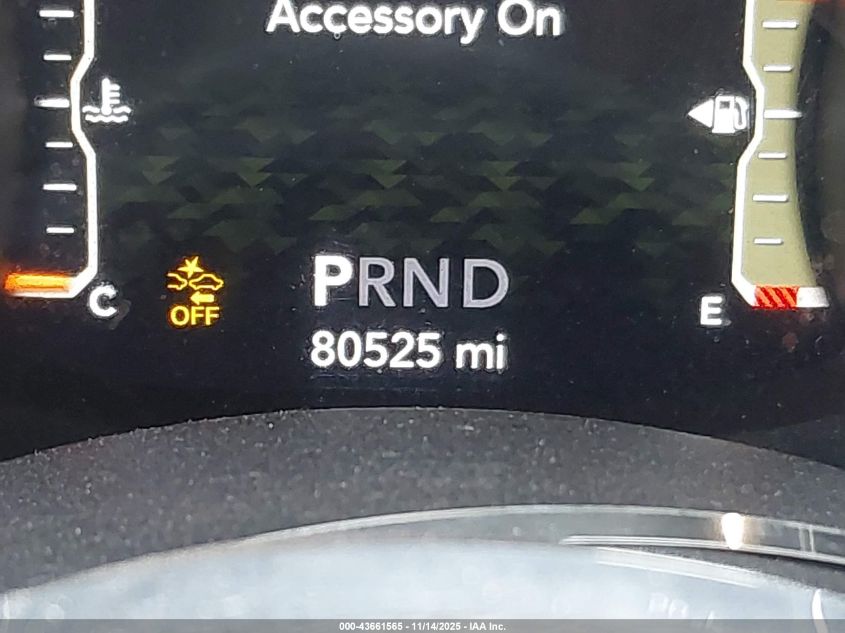 Accessory On
C
OFF
PRND
E
80525 mi
000-43661565 - 11/14/2025 - IAA Inc.